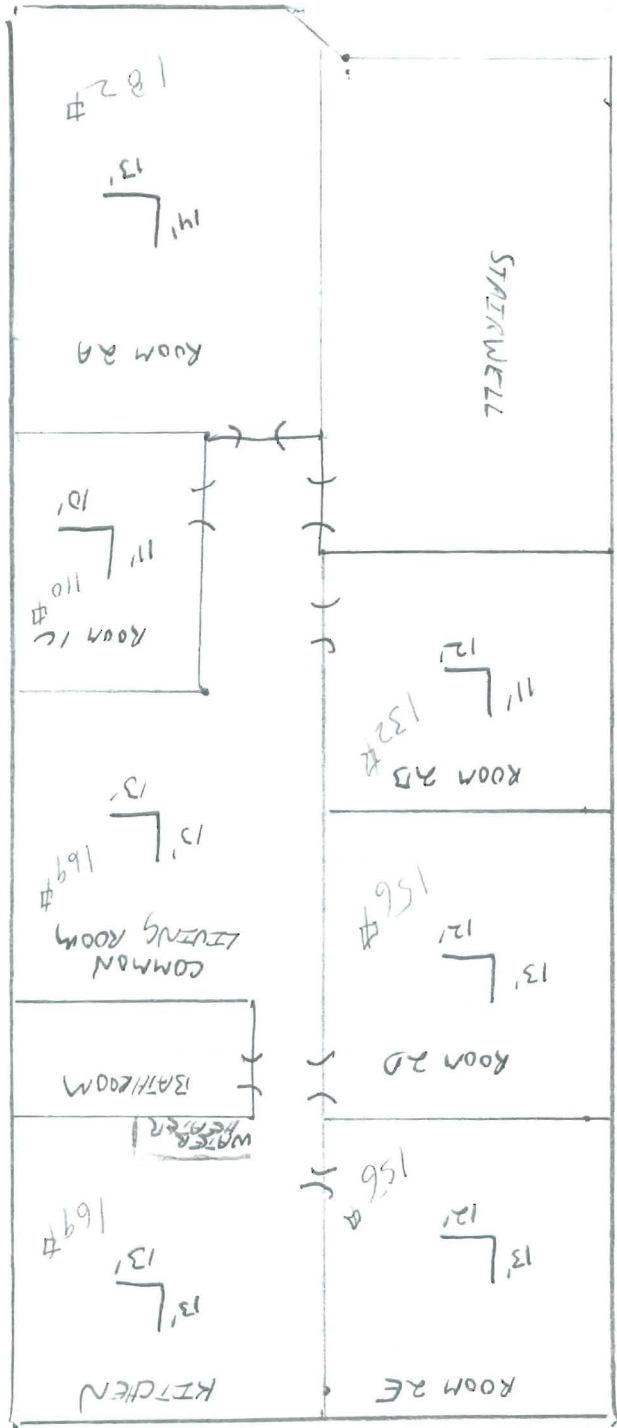 ROOM 2E
13'
12'
156 #
KITCHEN
13'
13'
169 #
WATER
HEATER
BATHROOM
ROOM 2D
13'
12'
156 #
COMMON
LIVING ROOM
13'
13'
169 #
ROOM 2B
11'
12'
132 #
ROOM 1C
110 #
11'
10'
STAIRWELL
ROOM 2A
14'
13'
182 #